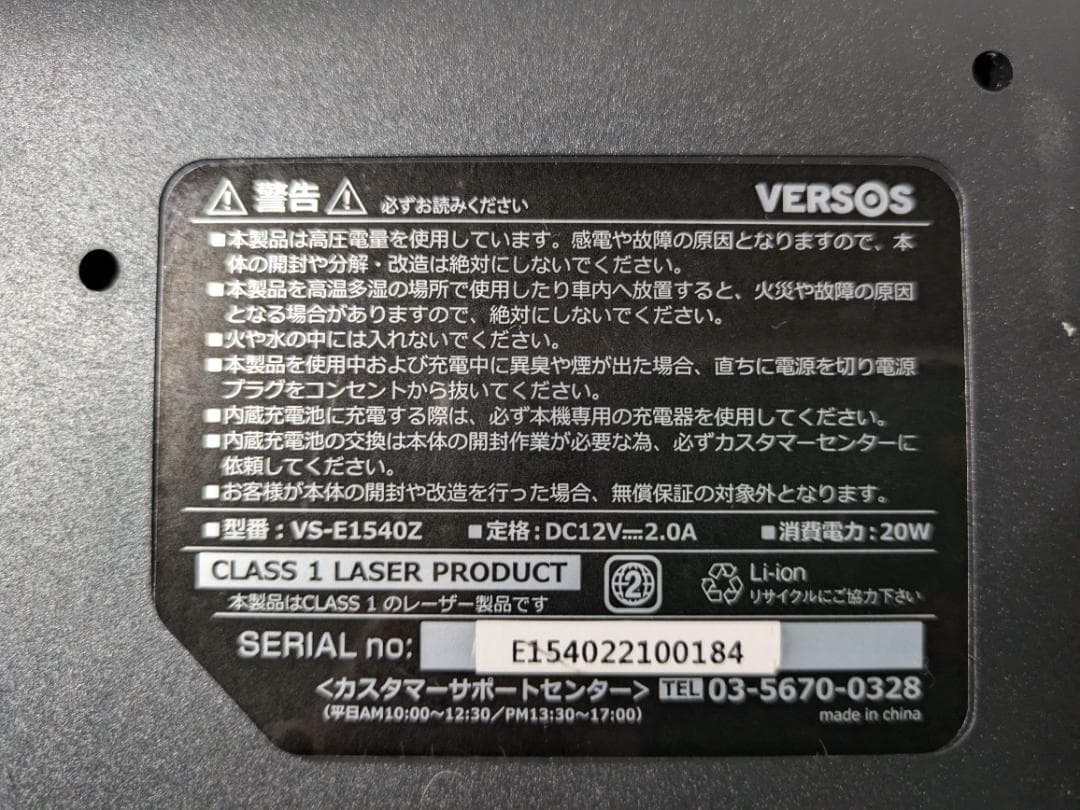 警告 必ずお読みください VERSOS
■本製品は高圧電量を使用しています。感電や故障の原因となりますので、本
体の開封や分解・改造は絶対にしないでください。
■本製品を高温多湿の場所で使用したり車内へ放置すると、火災や故障の原因
となる場合がありますので、絶対にしないでください。
■火や水の中には入れないでください。
■本製品を使用中および充電中に異臭や煙が出た場合、直ちに電源を切り電源
プラグをコンセントから抜いてください。
■内蔵充電池に充電する際は、必ず本機専用の充電器を使用してください。
■内蔵充電池の交換は本体の開封作業が必要な為、必ずカスタマーセンターに
依頼してください。
■お客様が本体の開封や改造を行った場合、無償保証の対象外となります。
■型番：VS-E1540Z ■定格：DC12V⎓2.0A ■消費電力：20W
CLASS 1 LASER PRODUCT
本製品はCLASS 1 のレーザー製品です
2
Li-ion
リサイクルにご協力下さい
SERIAL no: E154022100184
<カスタマーサポートセンター> TEL 03-5670-0328
(平日AM10:00〜12:30／PM13:30〜17:00)
made in china